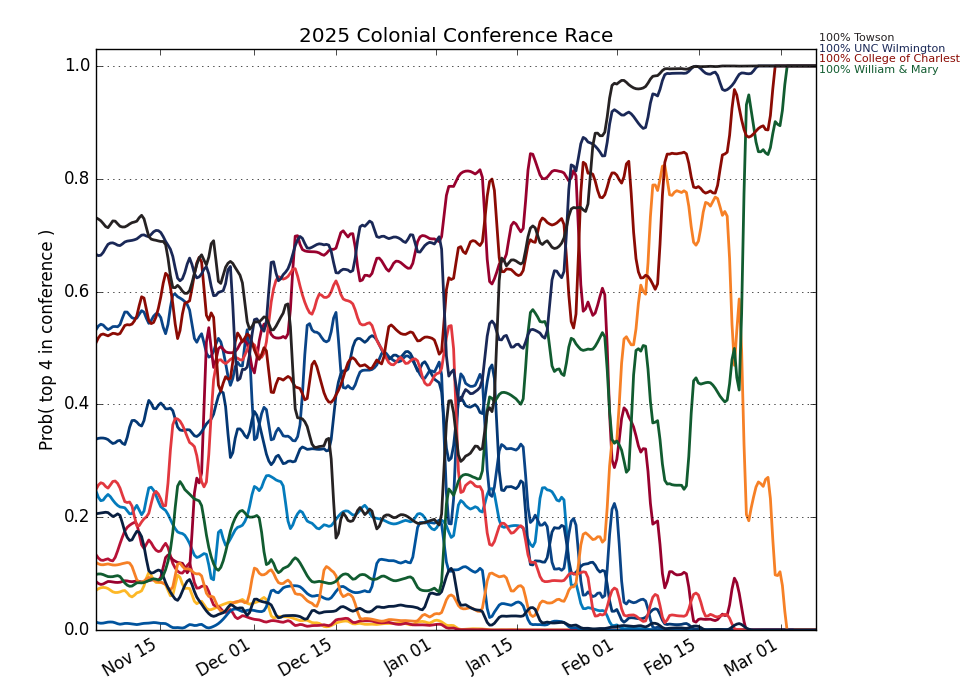 2025 Colonial Conference Race
100% Towson
100% UNC Wilmington
100% College of Charlest
100% William & Mary
Prob( top 4 in conference )
1.0
0.8
0.6
0.4
0.2
0.0
Nov 15
Dec 01
Dec 15
Jan 01
Jan 15
Feb 01
Feb 15
Mar 01